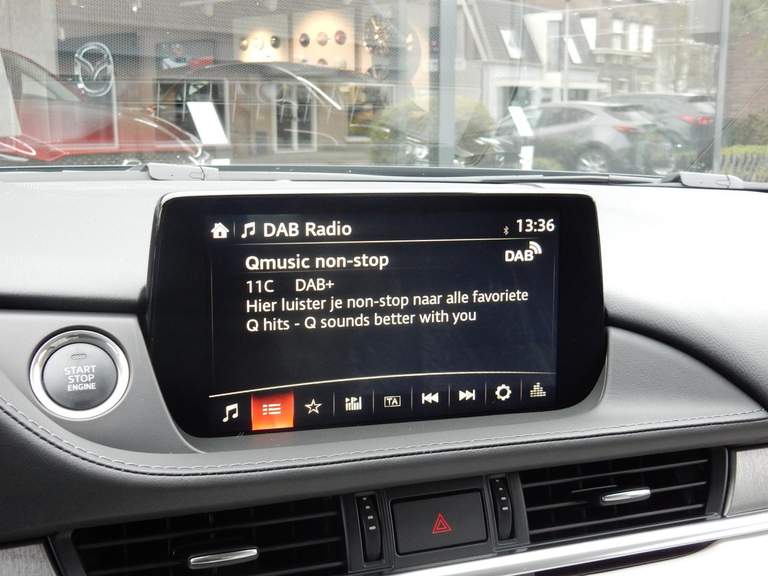 DAB Radio
13:36
Qmusic non-stop
DAB
11C DAB+
Hier luister je non-stop naar alle favoriete
Q hits - Q sounds better with you
START
STOP
ENGINE
TA